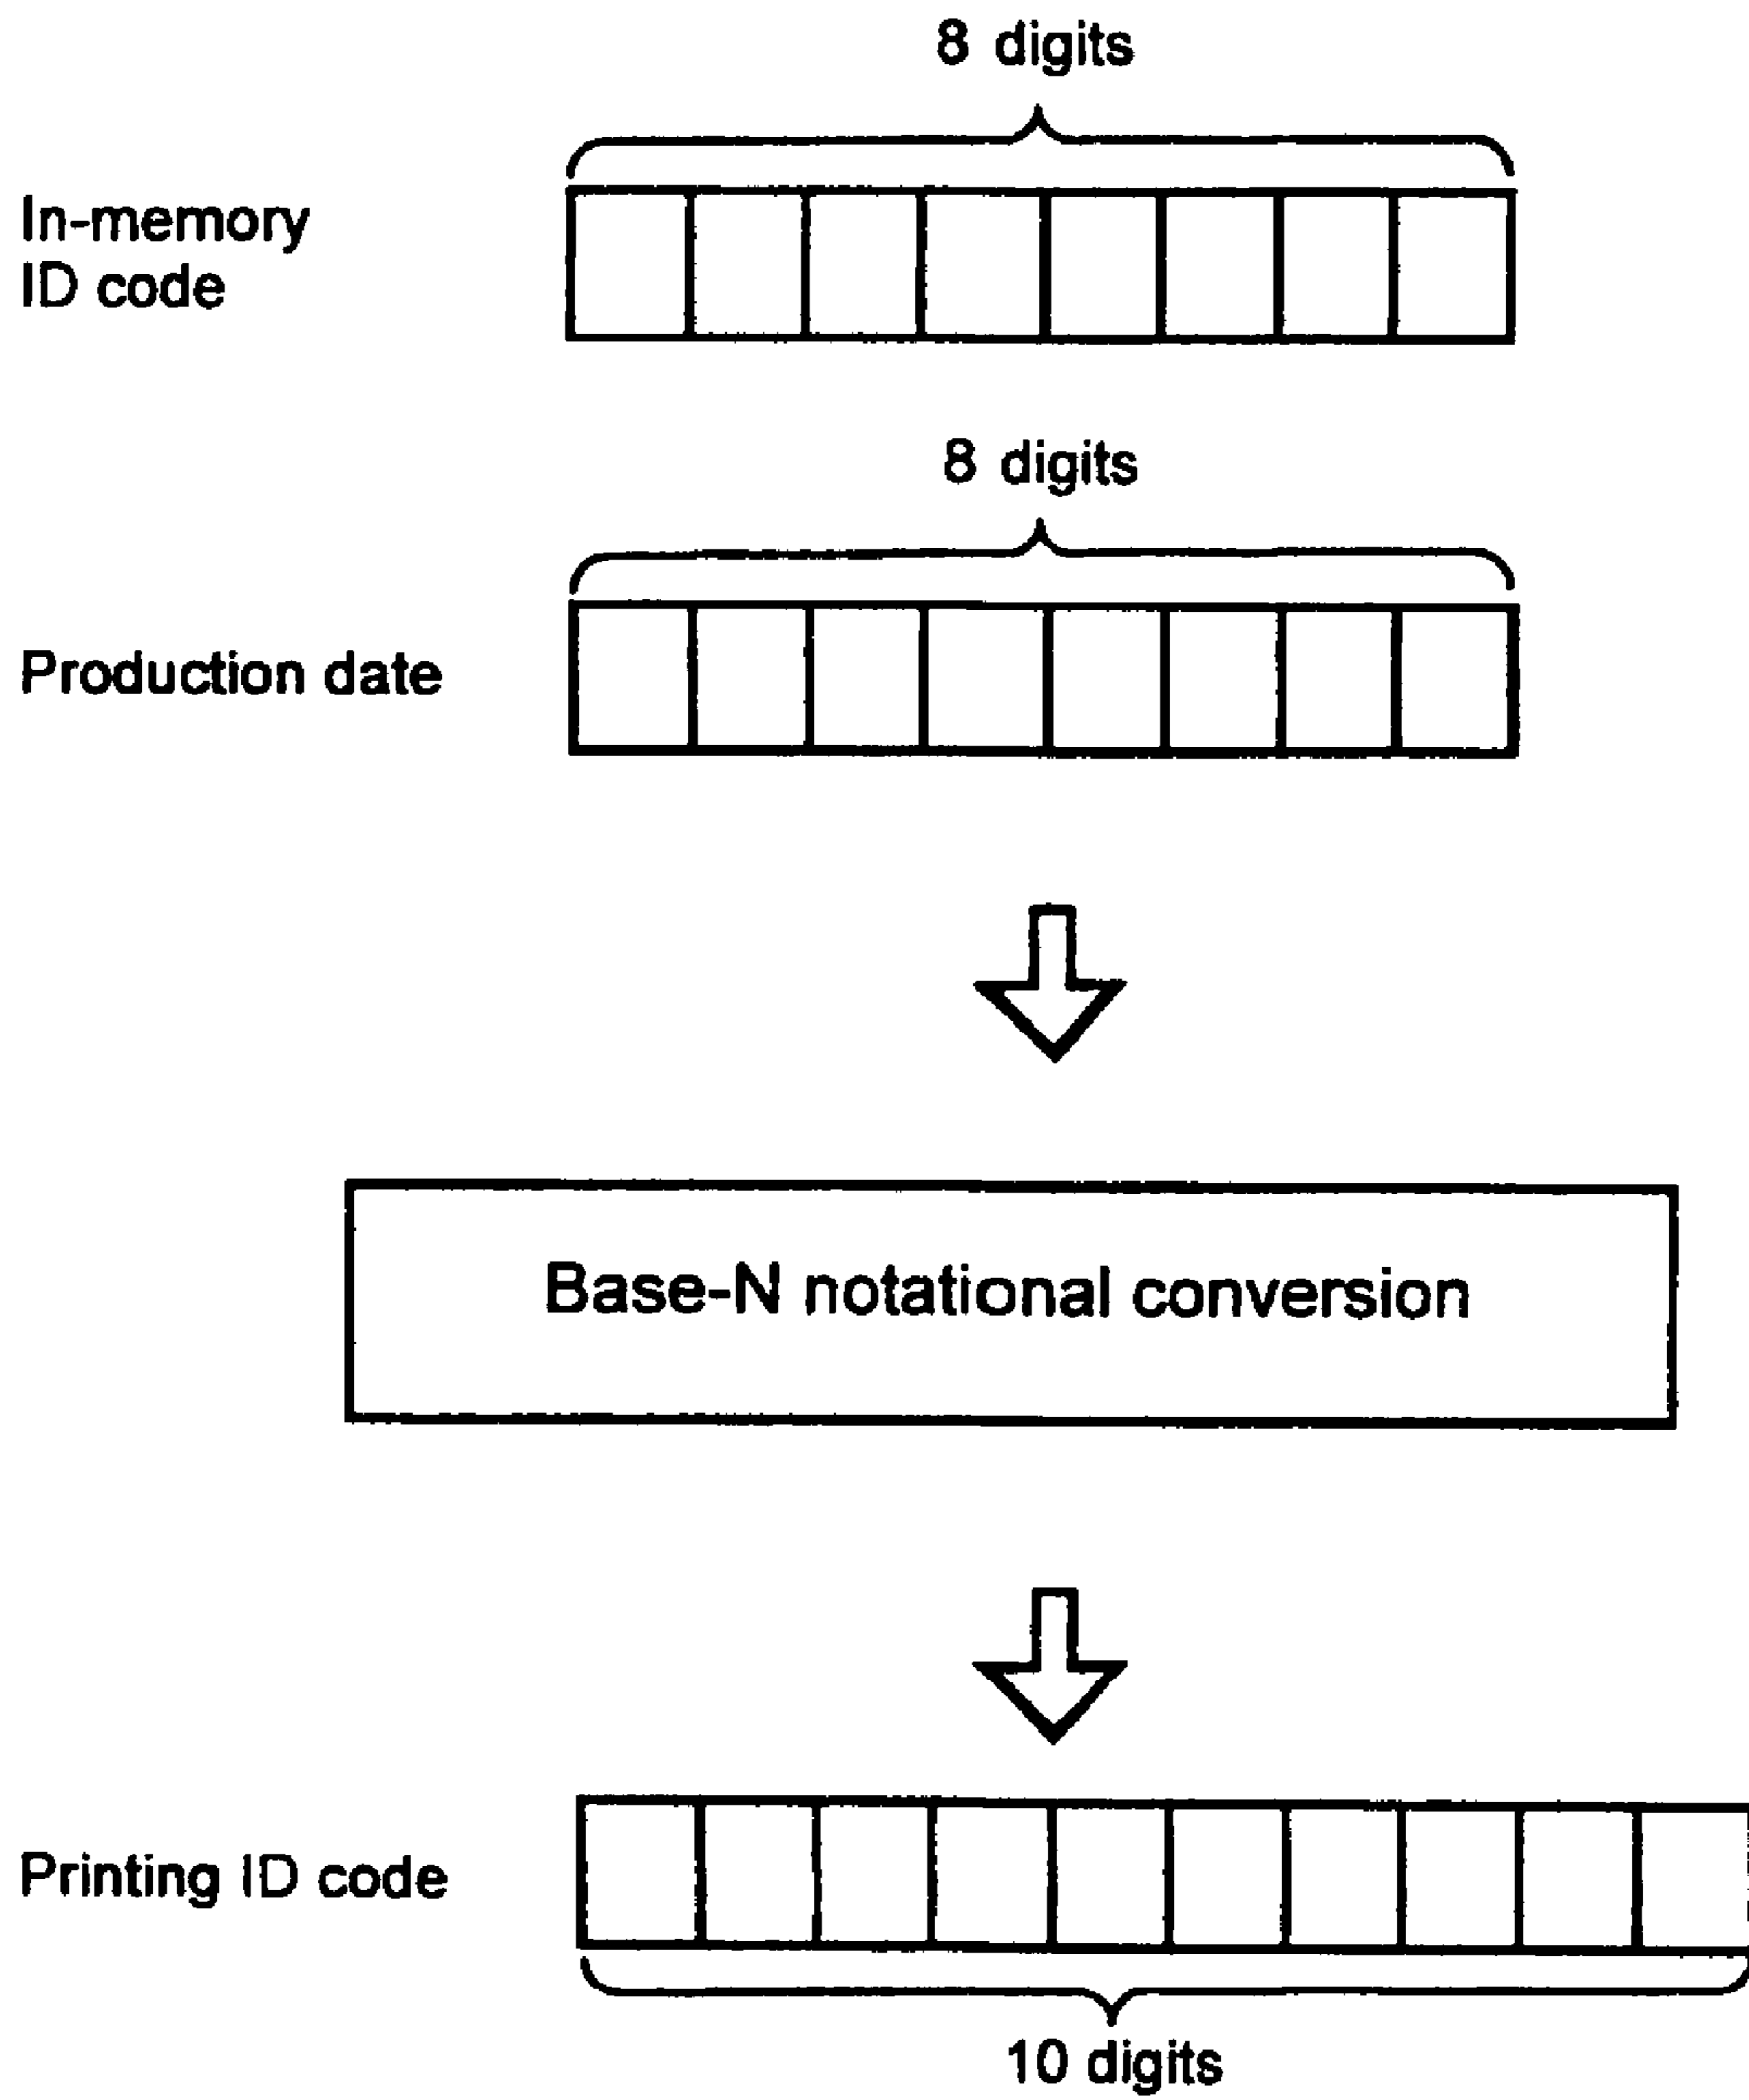 8 digits
In-memory
ID code
8 digits
Production date
Base-N notational conversion
Printing ID code
10 digits